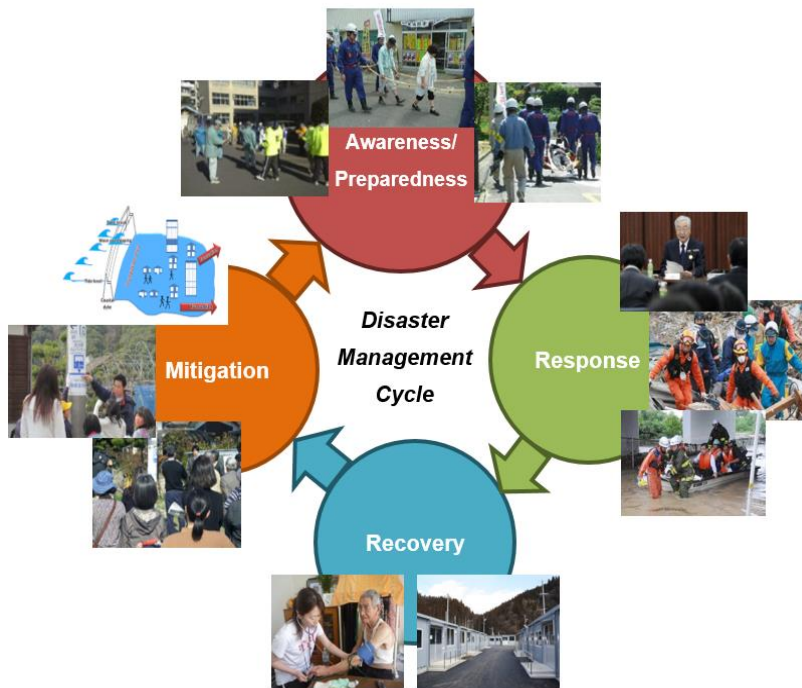 Awareness/
Preparedness
Disaster
Management
Cycle
Response
Mitigation
Recovery